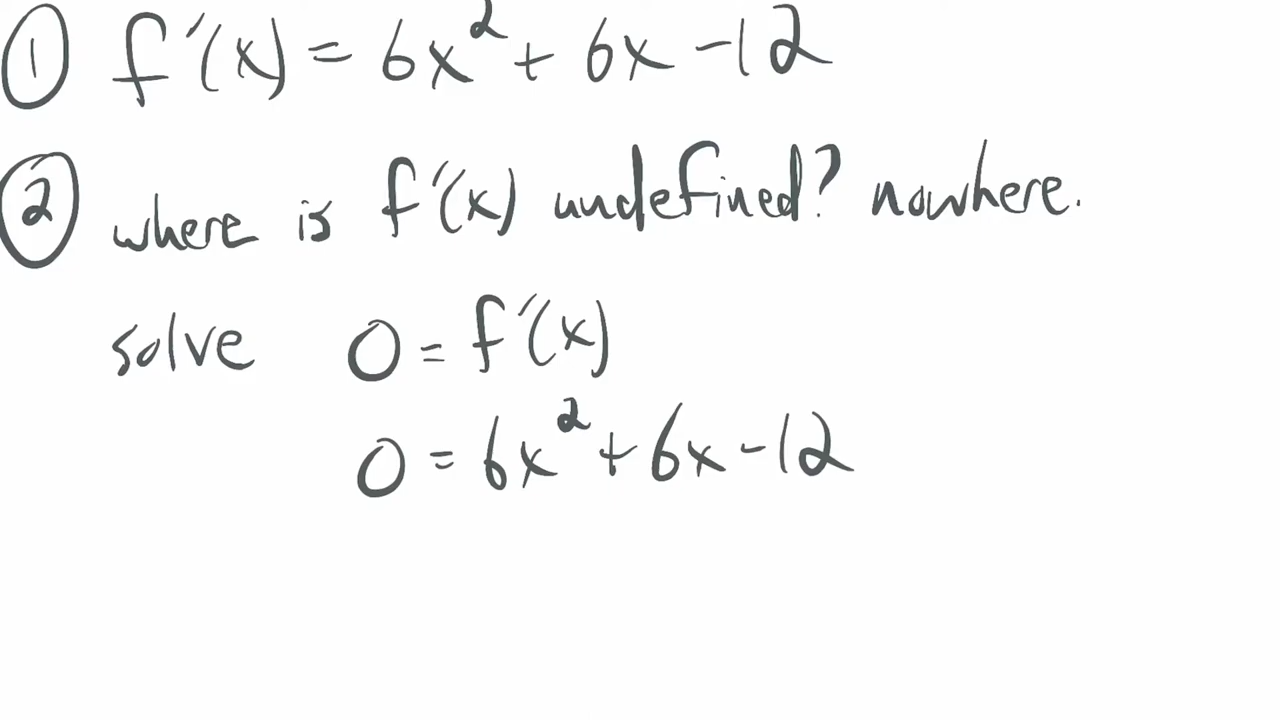 ① f'(x) = 6x² + 6x - 12
② where is f'(x) undefined? nowhere.
solve 0 = f'(x)
0 = 6x² + 6x - 12